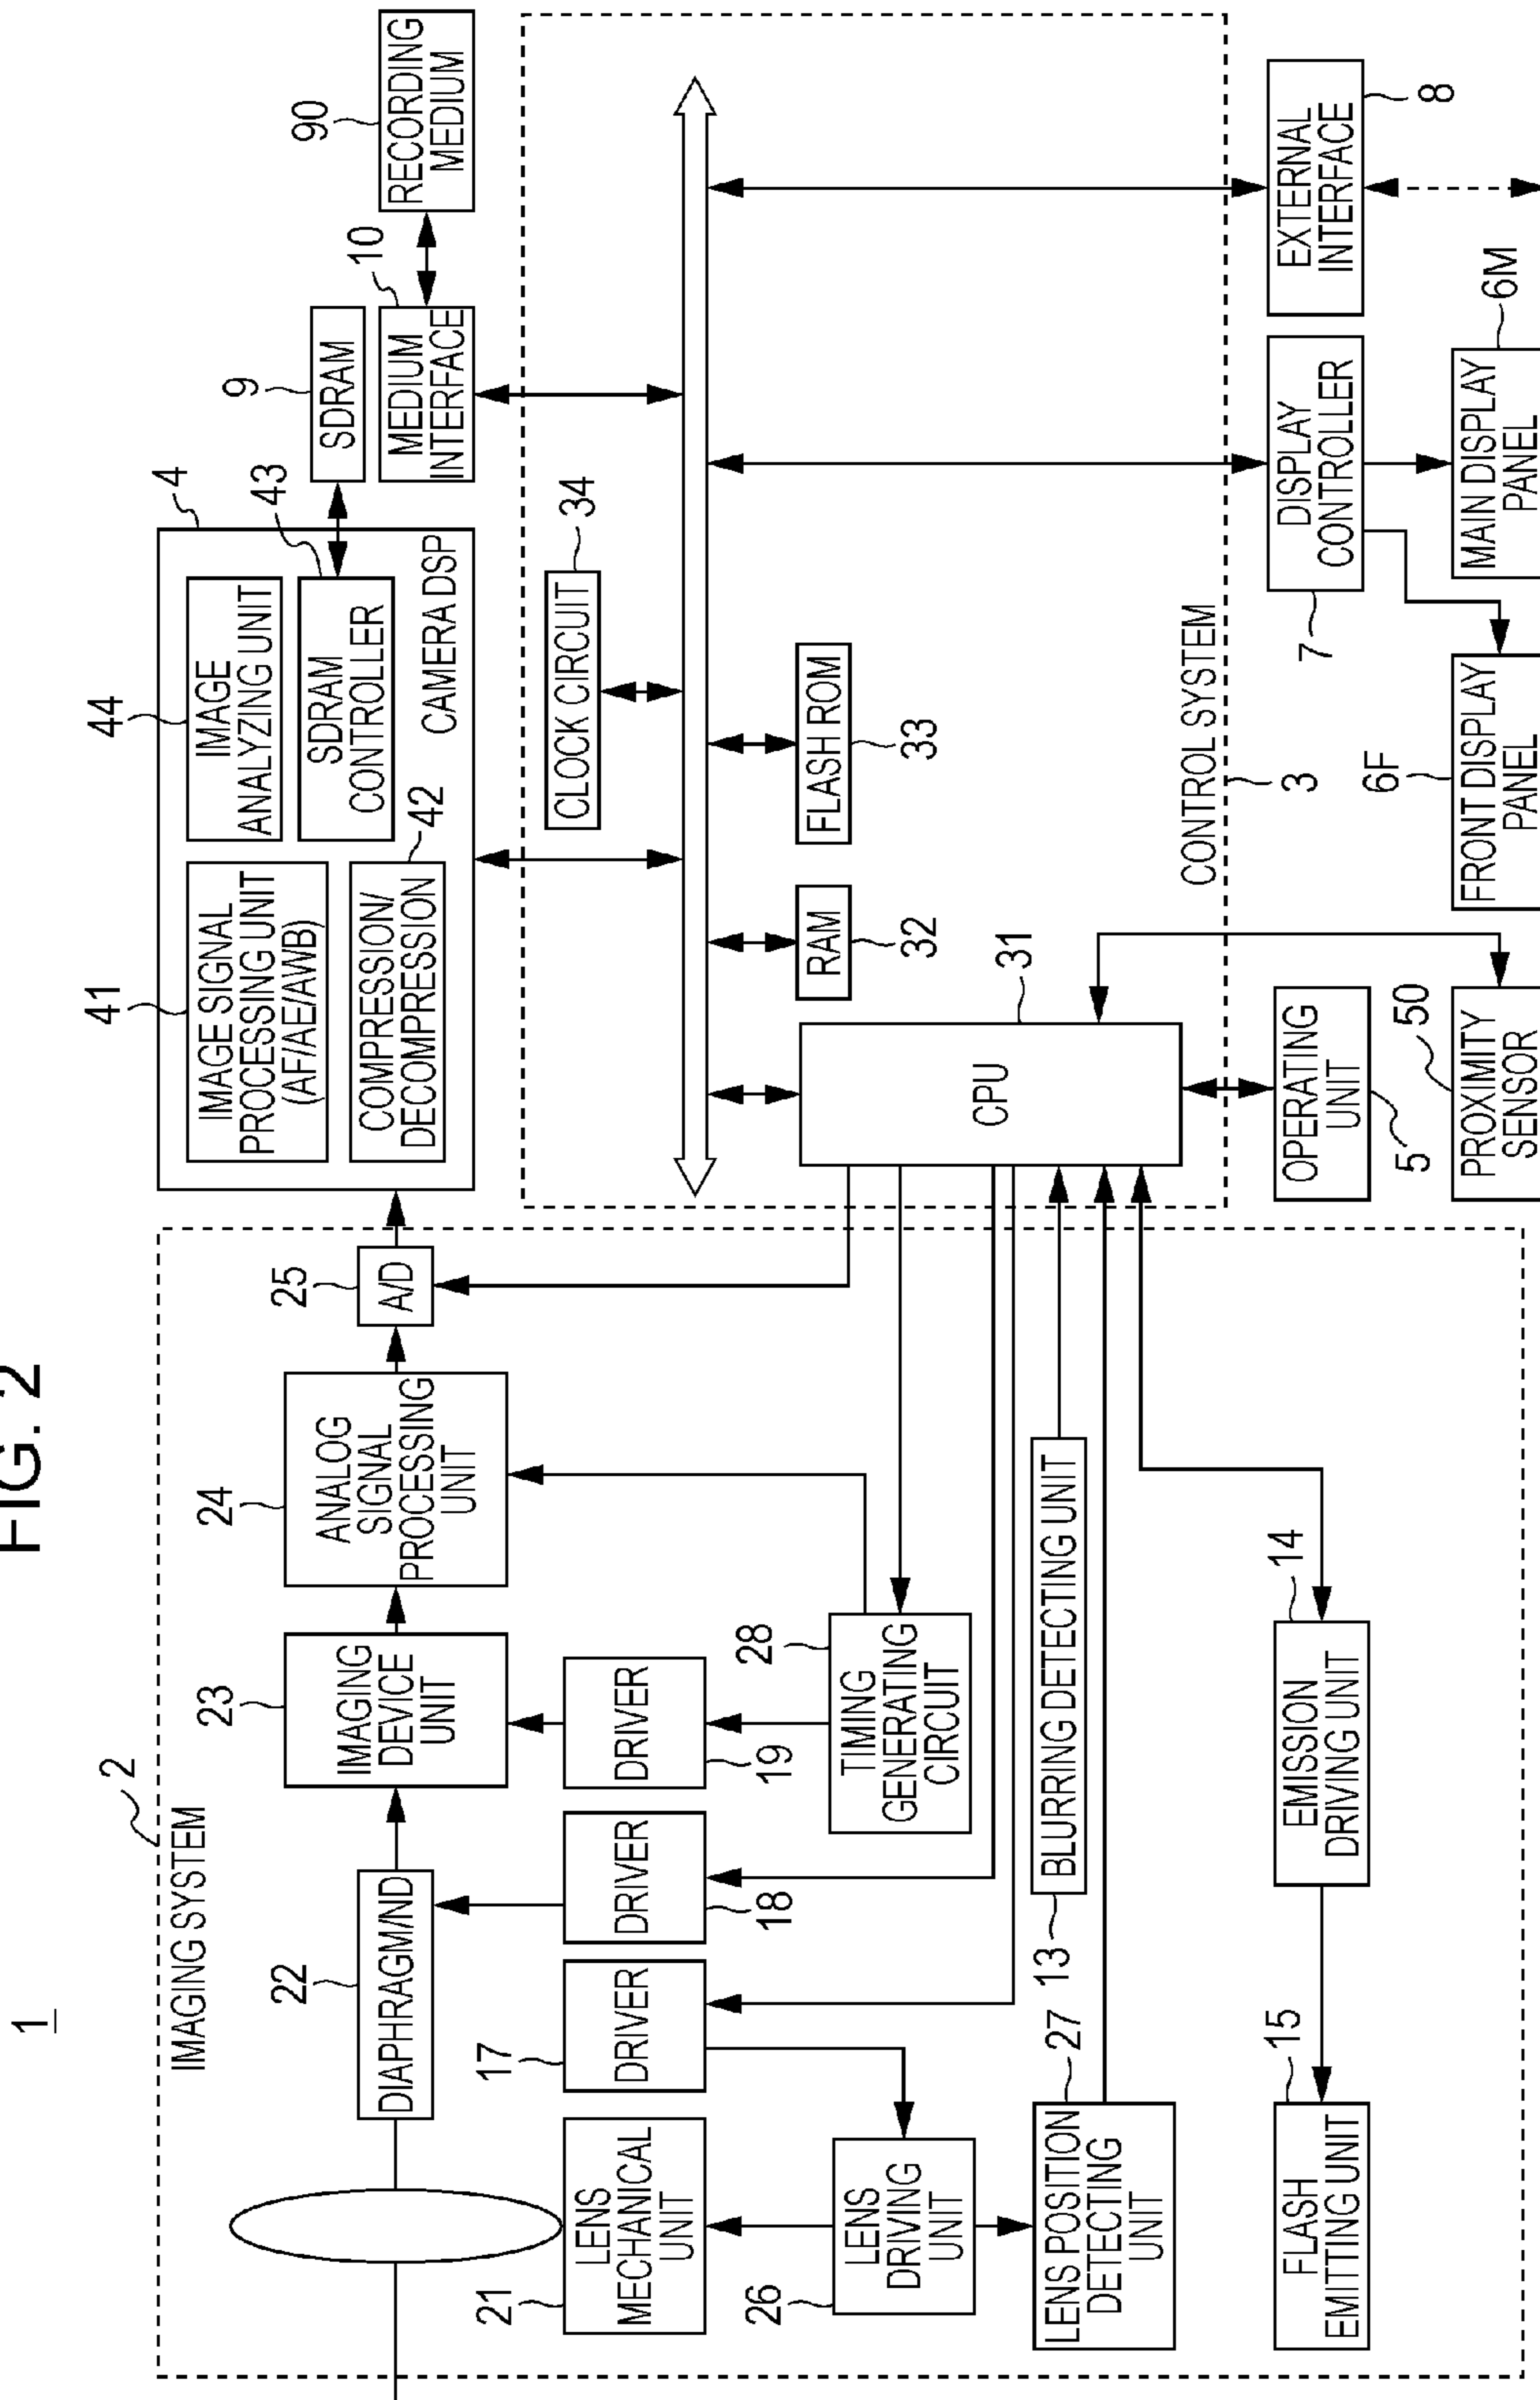 FIG. 2
1
IMAGING SYSTEM
2
22
DIAPHRAGM/ND
23
IMAGING
DEVICE
UNIT
24
ANALOG
SIGNAL
PROCESSING
UNIT
25
A/D
21
LENS
MECHANICAL
UNIT
17
DRIVER
DRIVER
18
DRIVER
19
26
LENS
DRIVING
UNIT
28
TIMING
GENERATING
CIRCUIT
27
LENS POSITION
DETECTING
UNIT
13
BLURRING DETECTING UNIT
15
FLASH
EMITTING UNIT
14
EMISSION
DRIVING UNIT
41
IMAGE SIGNAL
PROCESSING UNIT
(AF/AE/AWB)
44
IMAGE
ANALYZING UNIT
4
COMPRESSION/
DECOMPRESSION
42
SDRAM
CONTROLLER
43
CAMERA DSP
9
SDRAM
10
MEDIUM
INTERFACE
90
RECORDING
MEDIUM
CLOCK CIRCUIT
34
CPU
31
RAM
32
FLASH ROM
33
CONTROL SYSTEM
3
OPERATING
UNIT
5
PROXIMITY
SENSOR
50
DISPLAY
CONTROLLER
7
EXTERNAL
INTERFACE
8
6F
FRONT DISPLAY
PANEL
MAIN DISPLAY
PANEL
6M